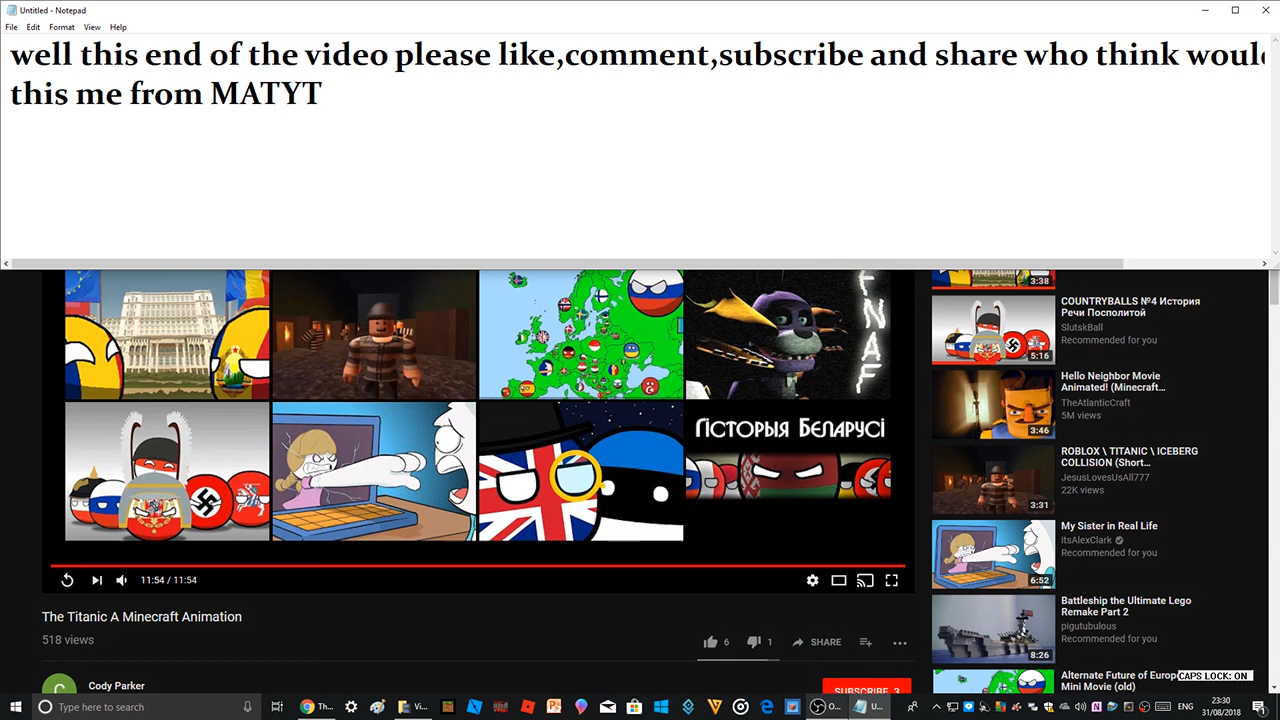 Untitled - Notepad
File Edit Format View Help
well this end of the video please like,comment,subscribe and share who think would
this me from MATYT
FNAF
ГІСТОРЫЯ БЕЛАРУСІ
11:54 / 11:54
The Titanic A Minecraft Animation
518 views
6 1 SHARE
Cody Parker
SUBSCRIBE 3
3:38
COUNTRYBALLS №4 История
Речи Посполитой
SlutskBall
Recommended for you
5:16
Hello Neighbor Movie
Animated! (Minecraft...
TheAtlanticCraft
5M views
3:46
ROBLOX \ TITANIC \ ICEBERG
COLLISION (Short...
JesusLovesUsAll777
22K views
3:31
My Sister in Real Life
itsAlexClark
Recommended for you
6:52
Battleship the Ultimate Lego
Remake Part 2
pigutubulous
Recommended for you
8:26
Alternate Future of Europ
Mini Movie (old)
CAPS LOCK: ON
Type here to search
Th...
Vi...
O...
U...
ENG
23:30
31/08/2018